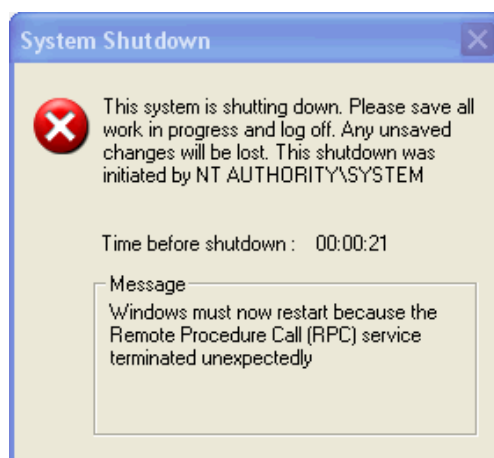 System Shutdown
This system is shutting down. Please save all
work in progress and log off. Any unsaved
changes will be lost. This shutdown was
initiated by NT AUTHORITY\SYSTEM
Time before shutdown : 00:00:21
Message
Windows must now restart because the
Remote Procedure Call (RPC) service
terminated unexpectedly